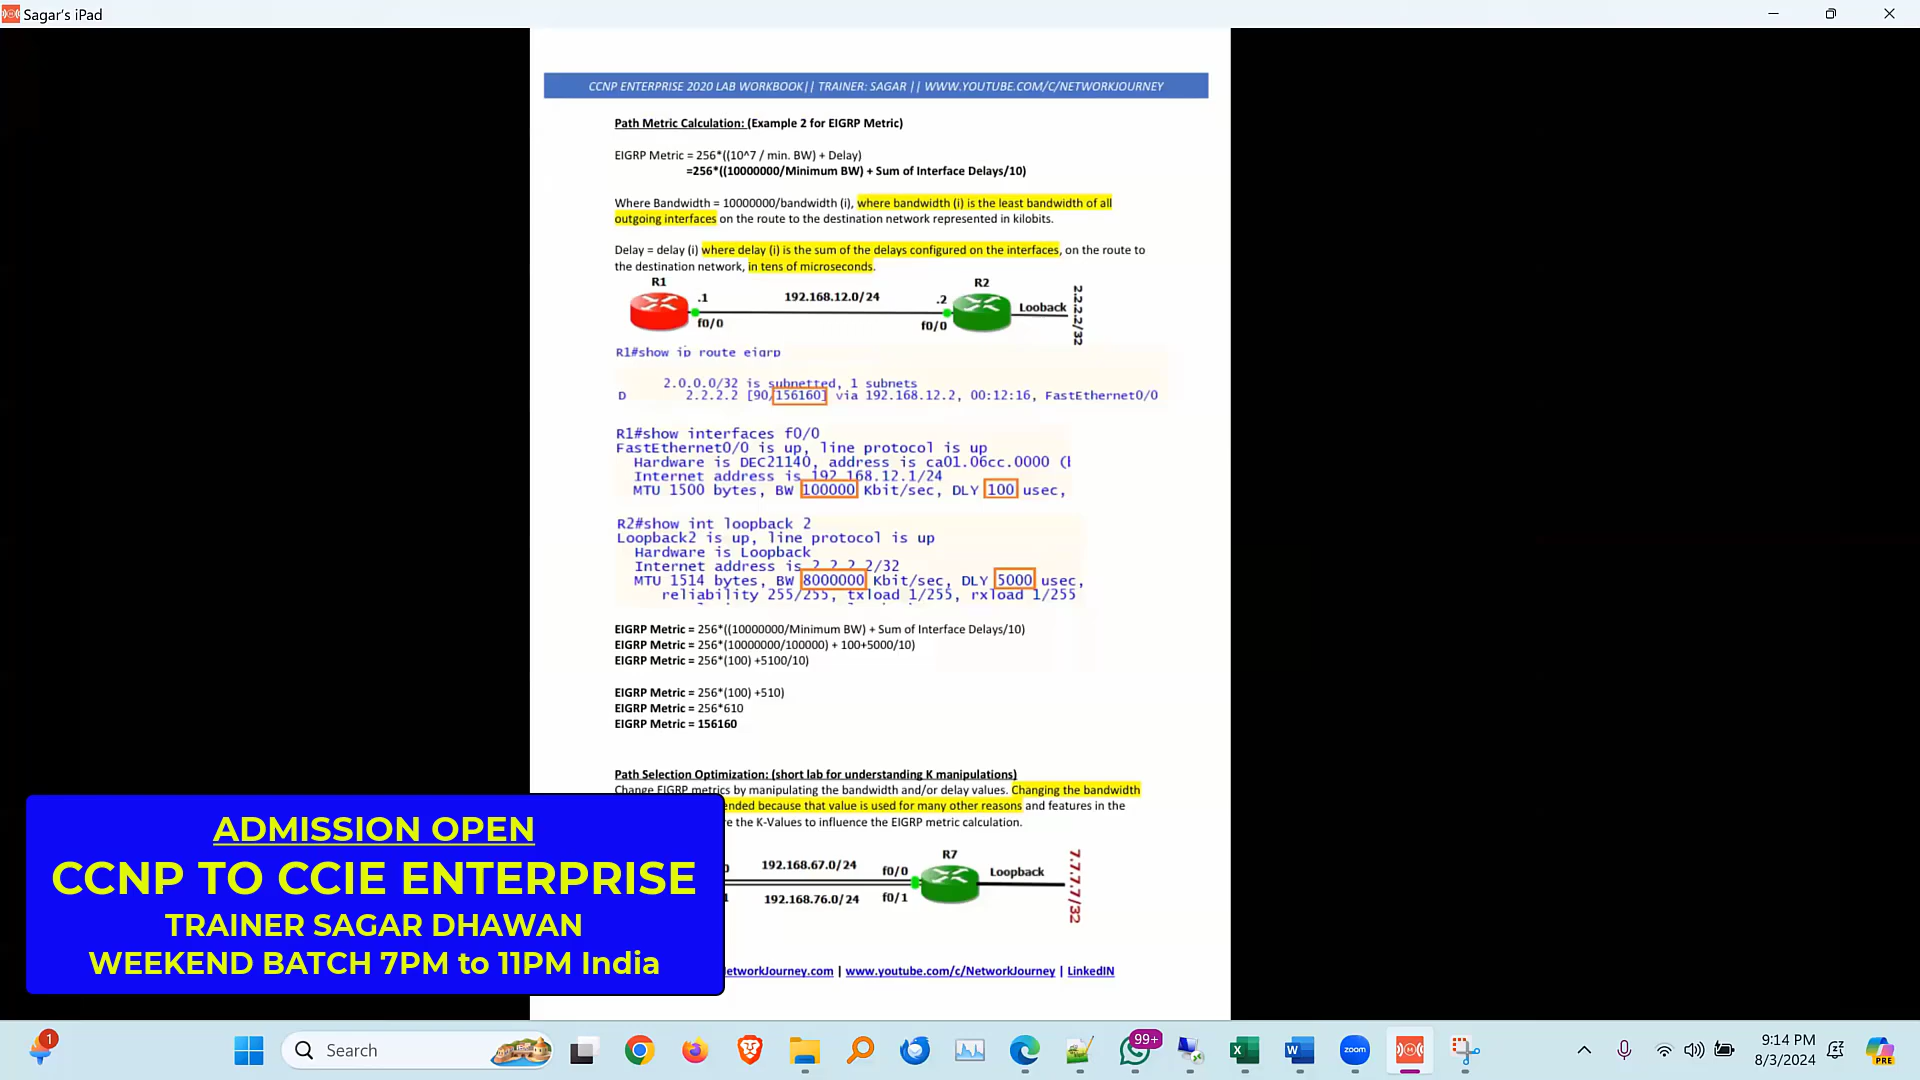 Sagar's iPad
CCNP ENTERPRISE 2020 LAB WORKBOOK|| TRAINER: SAGAR || WWW.YOUTUBE.COM/C/NETWORKJOURNEY
Path Metric Calculation: (Example 2 for EIGRP Metric)
EIGRP Metric = 256*((10^7 / min. BW) + Delay)
=256*((10000000/Minimum BW) + Sum of Interface Delays/10)
Where Bandwidth = 10000000/bandwidth (i), where bandwidth (i) is the least bandwidth of all
outgoing interfaces on the route to the destination network represented in kilobits.
Delay = delay (i) where delay (i) is the sum of the delays configured on the interfaces, on the route to
the destination network, in tens of microseconds.
R1 R2
.1 192.168.12.0/24 .2 Looback 2.2.2.2/32
f0/0 f0/0
R1#show ip route eigrp
2.0.0.0/32 is subnetted, 1 subnets
D 2.2.2.2 [90/156160] via 192.168.12.2, 00:12:16, FastEthernet0/0
R1#show interfaces f0/0
FastEthernet0/0 is up, line protocol is up
Hardware is DEC21140, address is ca01.06cc.0000 (b
Internet address is 192.168.12.1/24
MTU 1500 bytes, BW 100000 Kbit/sec, DLY 100 usec,
R2#show int loopback 2
Loopback2 is up, line protocol is up
Hardware is Loopback
Internet address is 2.2.2.2/32
MTU 1514 bytes, BW 8000000 Kbit/sec, DLY 5000 usec,
reliability 255/255, txload 1/255, rxload 1/255
EIGRP Metric = 256*((10000000/Minimum BW) + Sum of Interface Delays/10)
EIGRP Metric = 256*(10000000/100000) + 100+5000/10)
EIGRP Metric = 256*(100) +5100/10)
EIGRP Metric = 256*(100) +510)
EIGRP Metric = 256*610
EIGRP Metric = 156160
Path Selection Optimization: (short lab for understanding K manipulations)
Change EIGRP metrics by manipulating the bandwidth and/or delay values. Changing the bandwidth
ended because that value is used for many other reasons and features in the
e the K-Values to influence the EIGRP metric calculation.
R7
192.168.67.0/24 f0/0 Loopback 7.7.7.7/32
192.168.76.0/24 f0/1
etworkJourney.com | www.youtube.com/c/NetworkJourney | LinkedIN
ADMISSION OPEN
CCNP TO CCIE ENTERPRISE
TRAINER SAGAR DHAWAN
WEEKEND BATCH 7PM to 11PM India
1
Search
99+
zoom
9:14 PM
8/3/2024
PRE